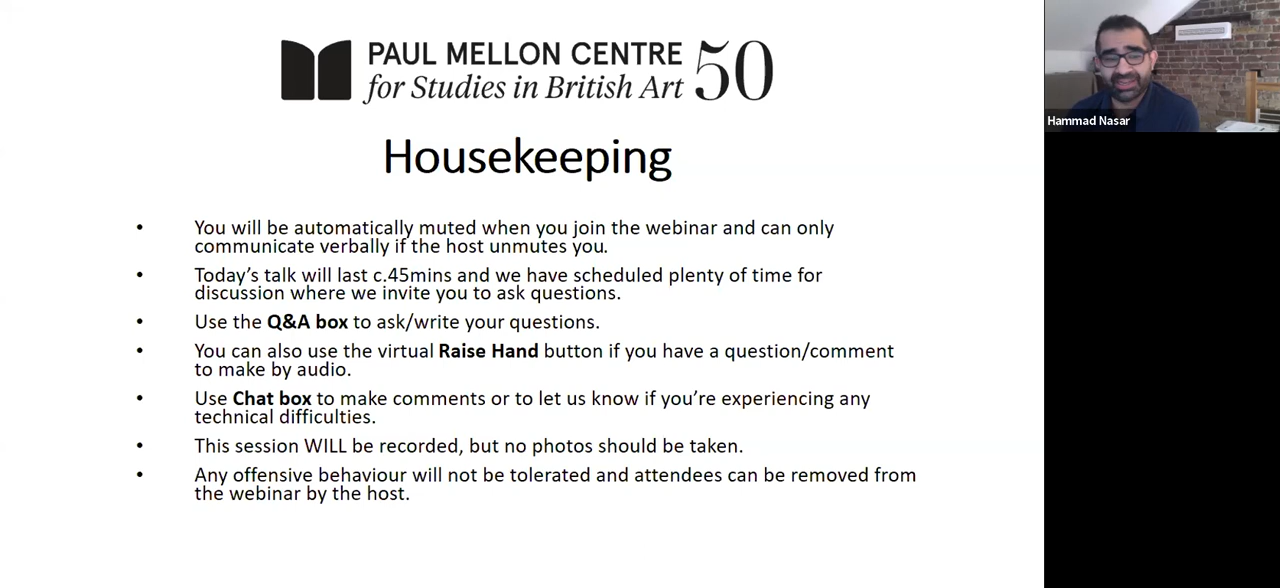 PAUL MELLON CENTRE
for Studies in British Art
50
Hammad Nasar
Housekeeping
• You will be automatically muted when you join the webinar and can only
communicate verbally if the host unmutes you.
• Today’s talk will last c.45mins and we have scheduled plenty of time for
discussion where we invite you to ask questions.
• Use the Q&A box to ask/write your questions.
• You can also use the virtual Raise Hand button if you have a question/comment
to make by audio.
• Use Chat box to make comments or to let us know if you’re experiencing any
technical difficulties.
• This session WILL be recorded, but no photos should be taken.
• Any offensive behaviour will not be tolerated and attendees can be removed from
the webinar by the host.